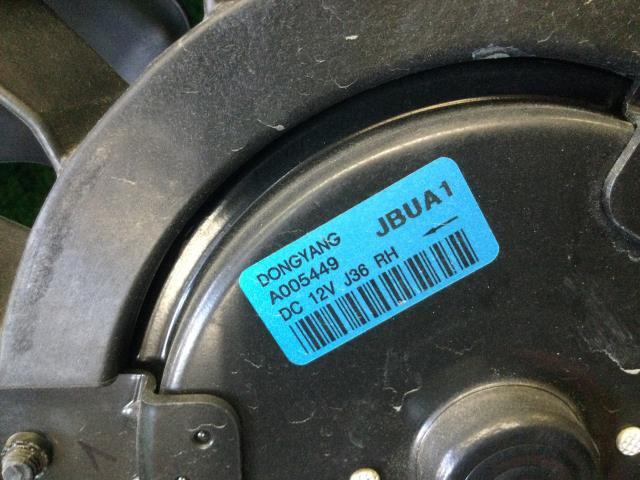 DONGYANG
JBUA1
A005449
DC 12V J36 RH